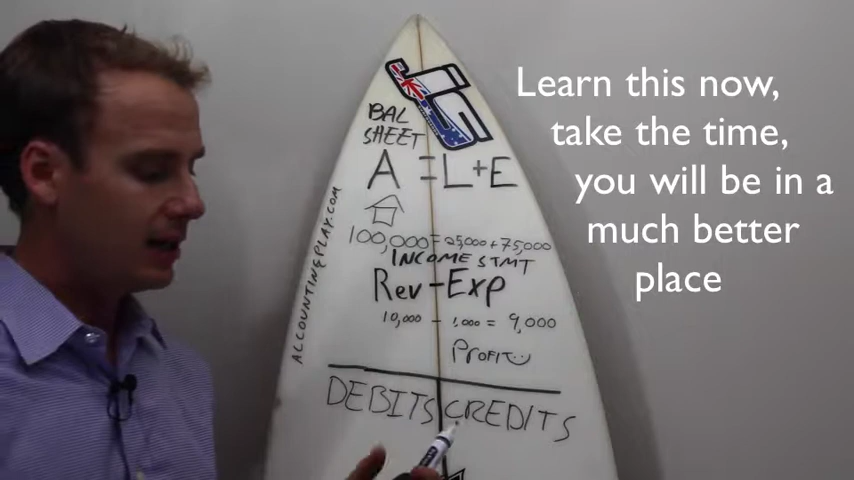 BAL
SHEET
A = L+E
100,000 = 25,000 + 75,000
INCOME STMT
Rev - Exp
10,000 - 1,000 = 9,000
PROFIT
DEBITS CREDITS
ACCOUNTINGPLAY.COM
Learn this now,
take the time,
you will be in a
much better
place